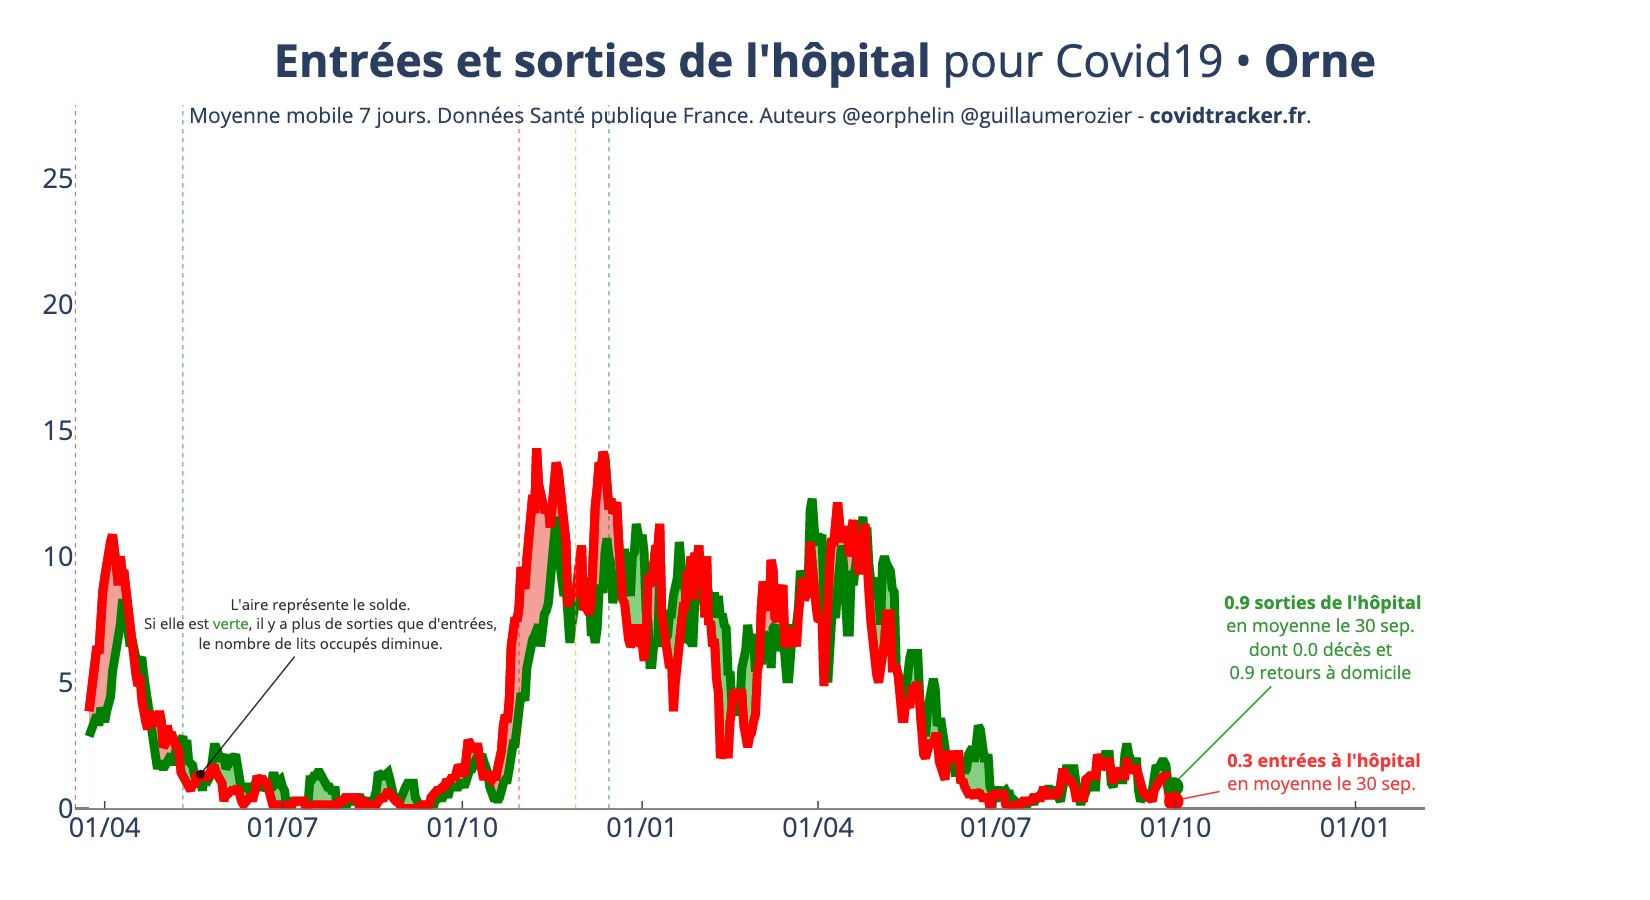 Entrées et sorties de l'hôpital pour Covid19 • Orne
Moyenne mobile 7 jours. Données Santé publique France. Auteurs @eorphelin @guillaumerozier - covidtracker.fr.
25
20
15
10
5
0
L'aire représente le solde.
Si elle est verte, il y a plus de sorties que d'entrées,
le nombre de lits occupés diminue.
0.9 sorties de l'hôpital
en moyenne le 30 sep.
dont 0.0 décès et
0.9 retours à domicile
0.3 entrées à l'hôpital
en moyenne le 30 sep.
01/04 01/07 01/10 01/01 01/04 01/07 01/10 01/01